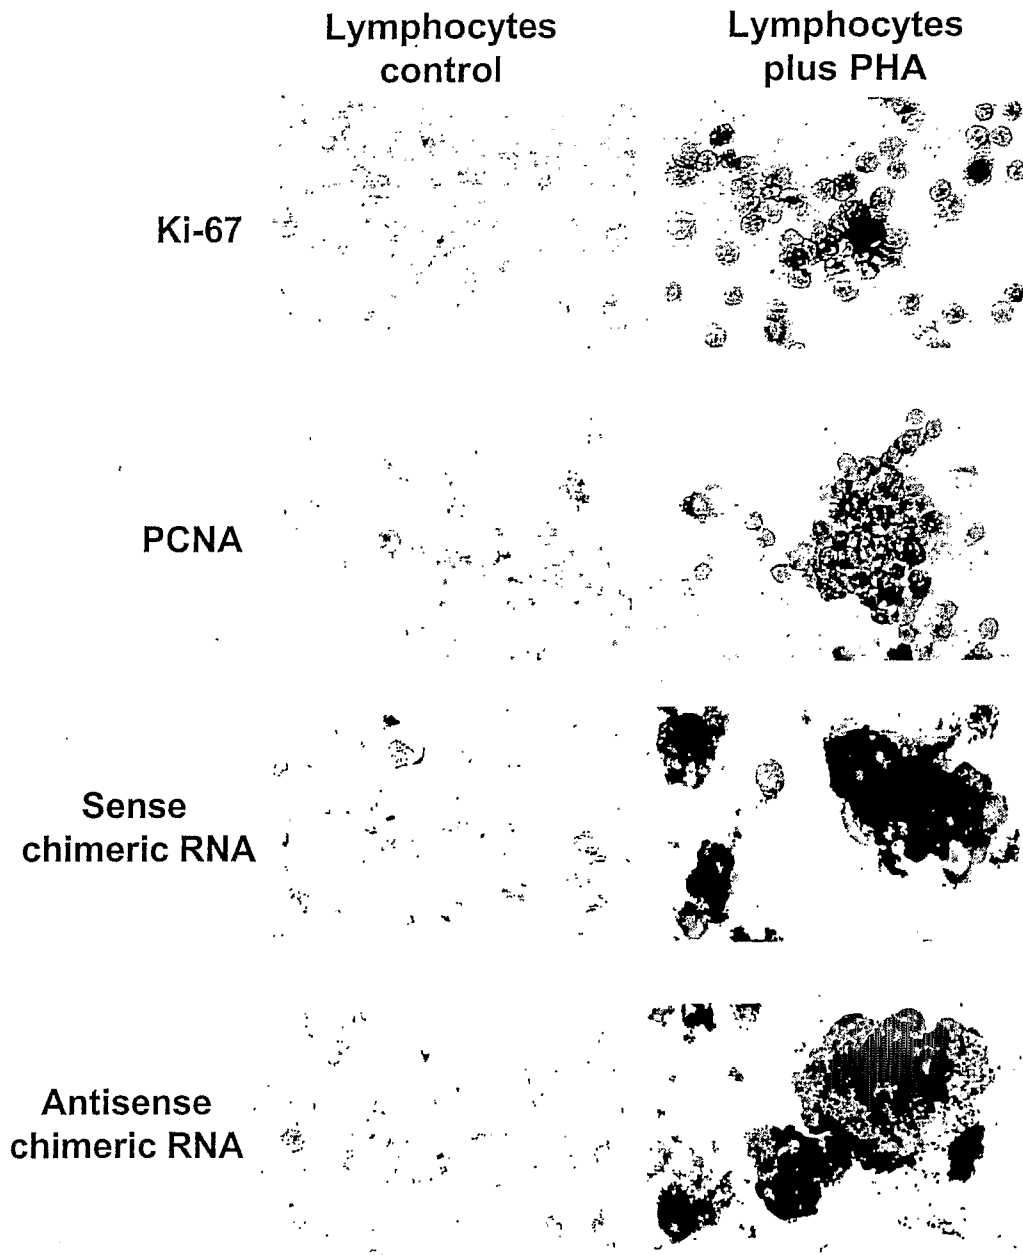 Lymphocytes
control
Lymphocytes
plus PHA
Ki-67
PCNA
Sense
chimeric RNA
Antisense
chimeric RNA